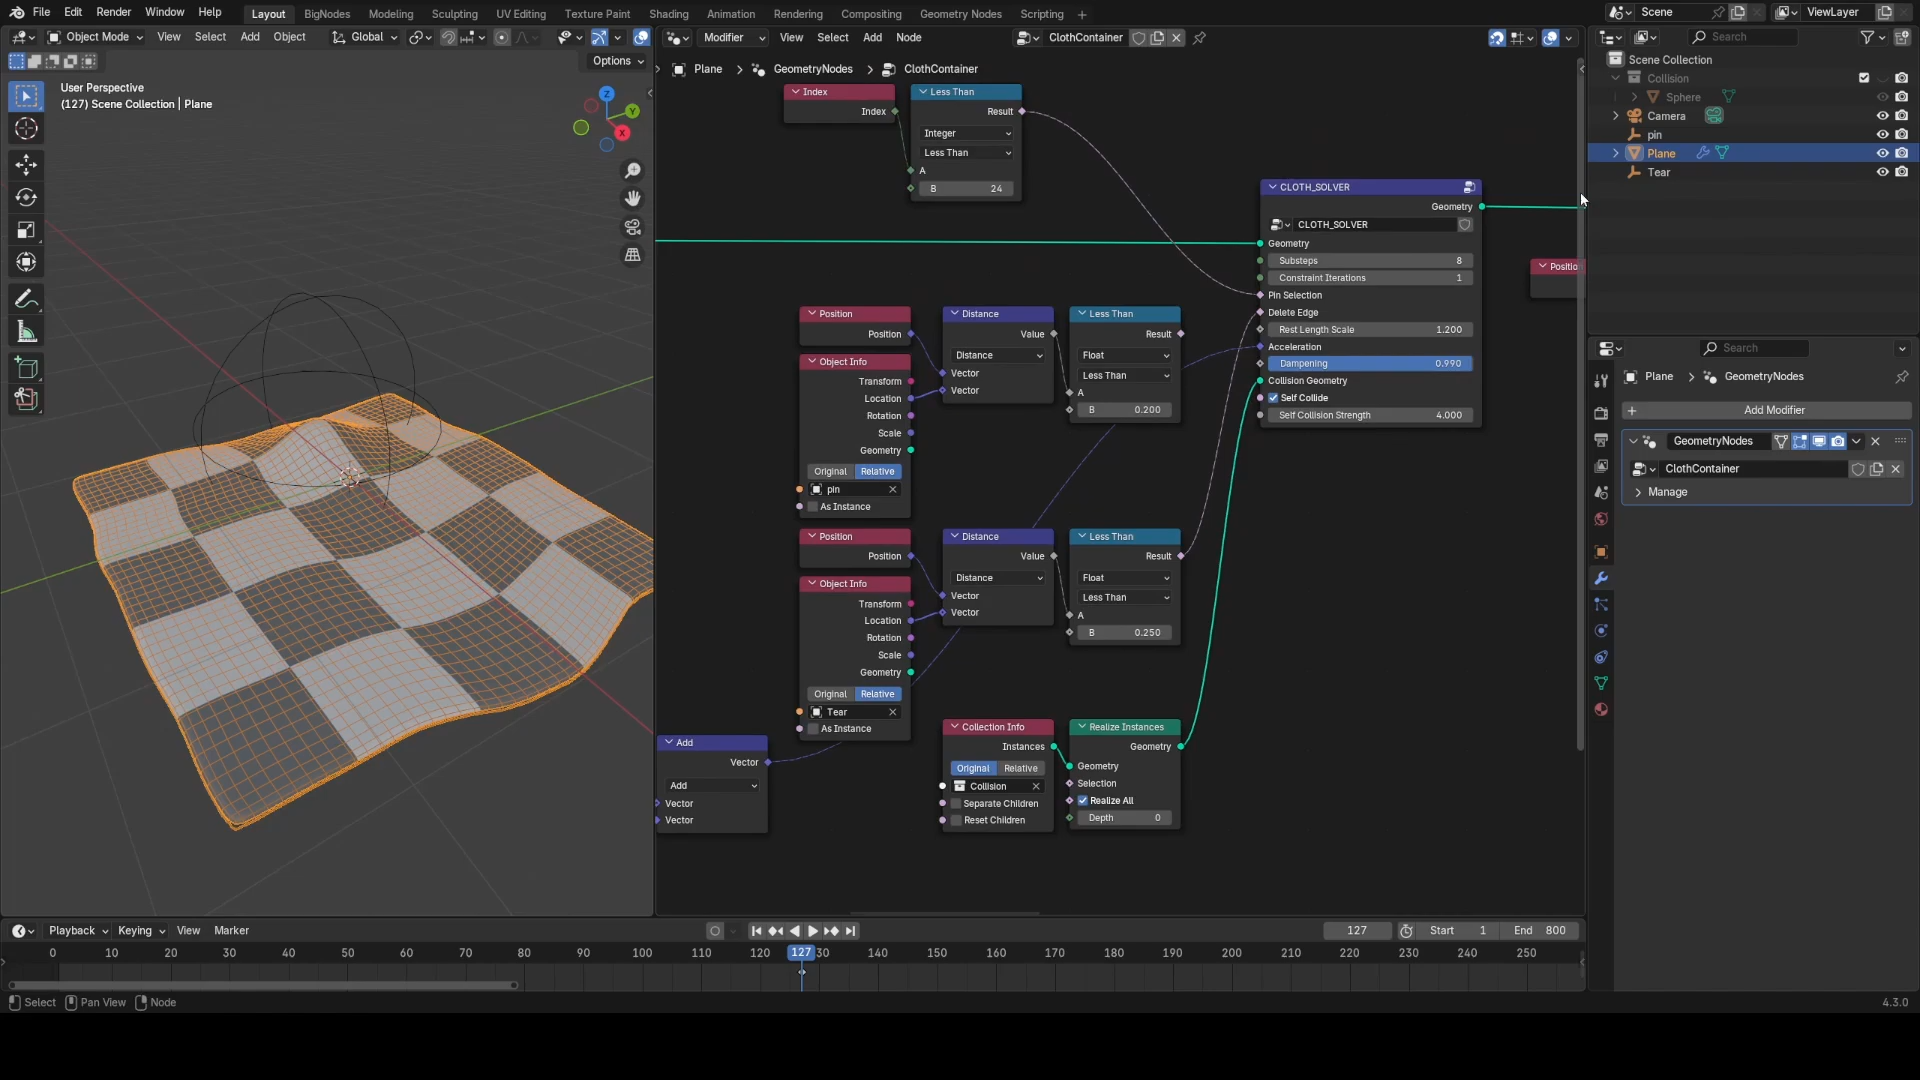 File Edit Render Window Help
Layout BigNodes Modeling Sculpting UV Editing Texture Paint Shading Animation Rendering Compositing Geometry Nodes Scripting +
Scene
ViewLayer
Object Mode View Select Add Object Global
Options
User Perspective
(127) Scene Collection | Plane
Z
Y
X
Modifier View Select Add Node ClothContainer
Plane > GeometryNodes > ClothContainer
Index
Index
Less Than
Result
Integer
Less Than
A
B 24
Position
Position
Object Info
Transform
Location
Rotation
Scale
Geometry
Original Relative
pin
As Instance
Distance
Value
Distance
Vector
Vector
Less Than
Result
Float
Less Than
A
B 0.200
Position
Position
Object Info
Transform
Location
Rotation
Scale
Geometry
Original Relative
Tear
As Instance
Distance
Value
Distance
Vector
Vector
Less Than
Result
Float
Less Than
A
B 0.250
Add
Vector
Add
Vector
Vector
Collection Info
Instances
Original Relative
Collision
Separate Children
Reset Children
Realize Instances
Geometry
Geometry
Selection
Realize All
Depth 0
CLOTH_SOLVER
Geometry
CLOTH_SOLVER
Geometry
Substeps 8
Constraint Iterations 1
Pin Selection
Delete Edge
Rest Length Scale 1.200
Acceleration
Dampening 0.990
Collision Geometry
Self Collide
Self Collision Strength 4.000
Positio
Search
Scene Collection
Collision
Sphere
Camera
pin
Plane
Tear
Search
Plane > GeometryNodes
+ Add Modifier
GeometryNodes
ClothContainer
Manage
Playback Keying View Marker
127 Start 1 End 800
0 10 20 30 40 50 60 70 80 90 100 110 120 127 30 140 150 160 170 180 190 200 210 220 230 240 250
Select Pan View Node
4.3.0